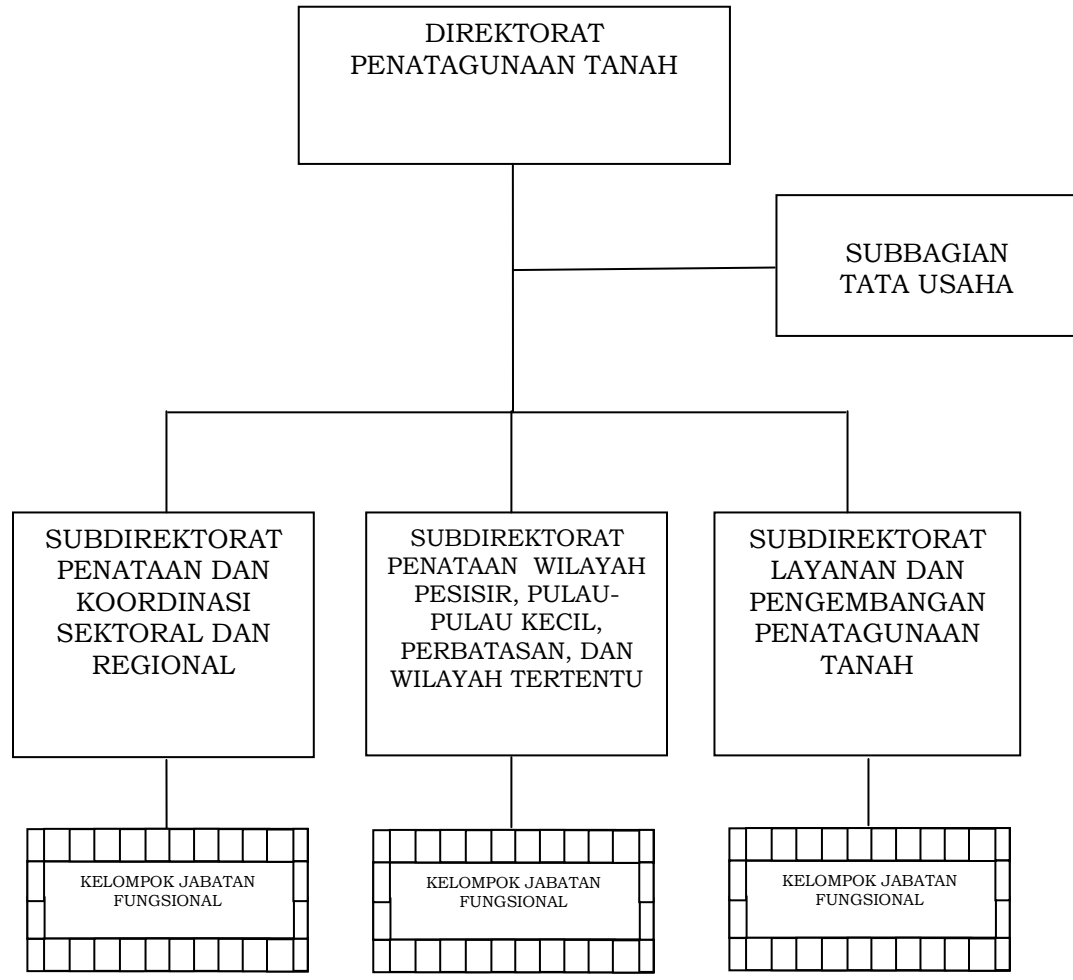 DIREKTORAT
PENATAGUNAAN TANAH
SUBBAGIAN
TATA USAHA
SUBDIREKTORAT
PENATAAN DAN
KOORDINASI
SEKTORAL DAN
REGIONAL
SUBDIREKTORAT
PENATAAN WILAYAH
PESISIR, PULAU-
PULAU KECIL,
PERBATASAN, DAN
WILAYAH TERTENTU
SUBDIREKTORAT
LAYANAN DAN
PENGEMBANGAN
PENATAGUNAAN
TANAH
KELOMPOK JABATAN
FUNGSIONAL
KELOMPOK JABATAN
FUNGSIONAL
KELOMPOK JABATAN
FUNGSIONAL